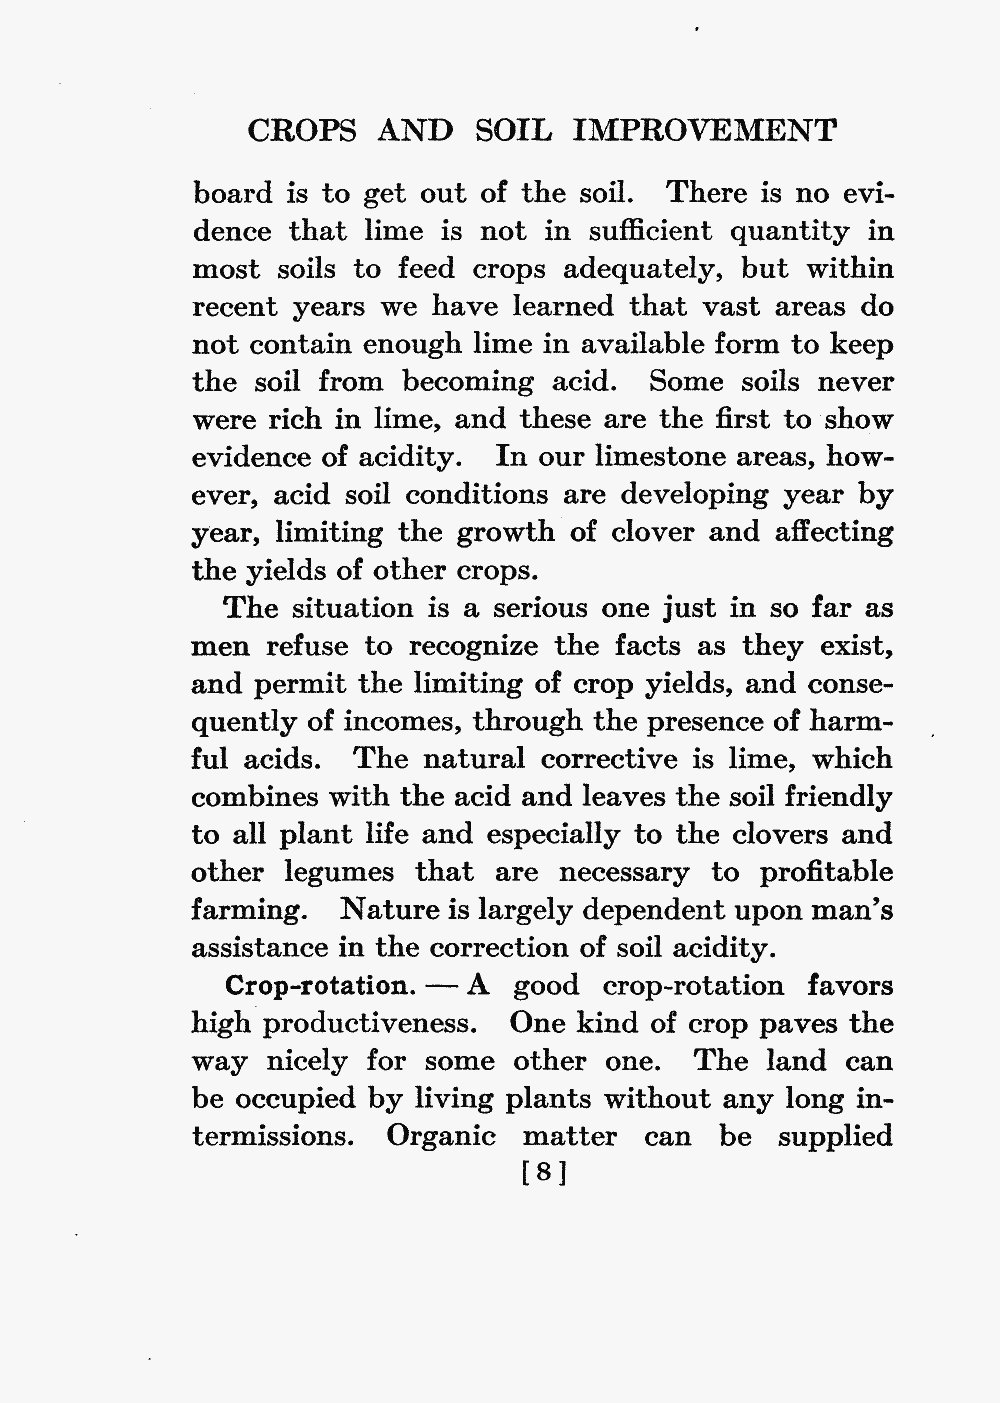 CROPS AND SOIL IMPROVEMENT
board is to get out of the soil. There is no evi-
dence that lime is not in sufficient quantity in
most soils to feed crops adequately, but within
recent years we have learned that vast areas do
not contain enough lime in available form to keep
the soil from becoming acid. Some soils never
were rich in lime, and these are the first to show
evidence of acidity. In our limestone areas, how-
ever, acid soil conditions are developing year by
year, limiting the growth of clover and affecting
the yields of other crops.
The situation is a serious one just in so far as
men refuse to recognize the facts as they exist,
and permit the limiting of crop yields, and conse-
quently of incomes, through the presence of harm-
ful acids. The natural corrective is lime, which
combines with the acid and leaves the soil friendly
to all plant life and especially to the clovers and
other legumes that are necessary to profitable
farming. Nature is largely dependent upon man's
assistance in the correction of soil acidity.
Crop-rotation. — A good crop-rotation favors
high productiveness. One kind of crop paves the
way nicely for some other one. The land can
be occupied by living plants without any long in-
termissions. Organic matter can be supplied
[8]